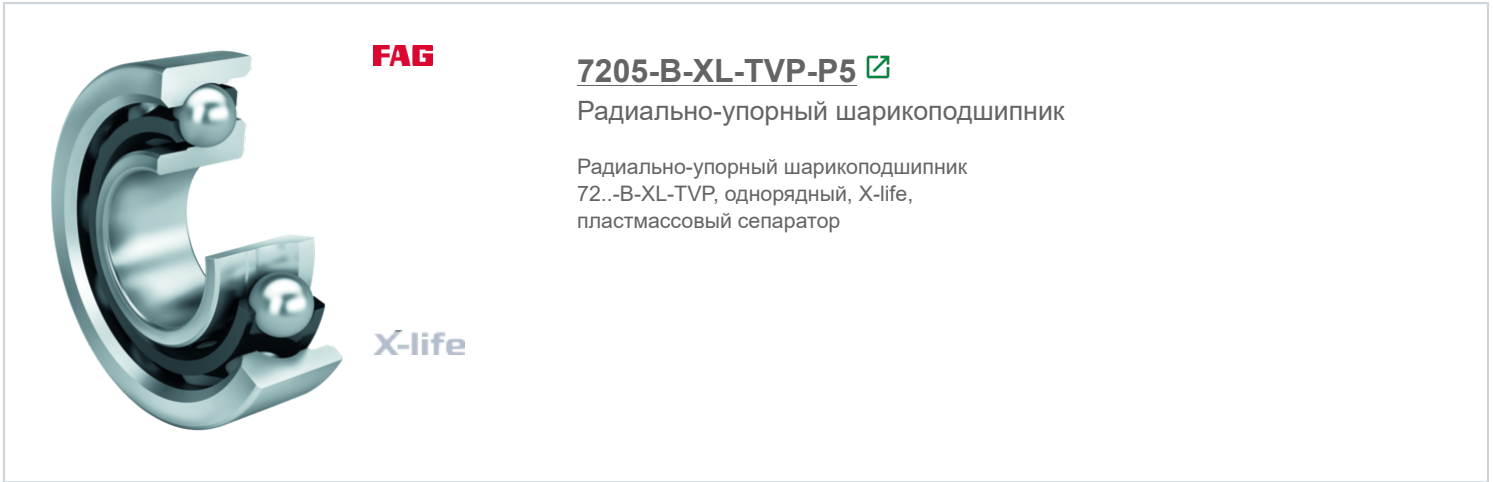 FAG
7205-B-XL-TVP-P5
Радиально-упорный шарикоподшипник
Радиально-упорный шарикоподшипник
72..-B-XL-TVP, однорядный, X-life,
пластмассовый сепаратор
X-life